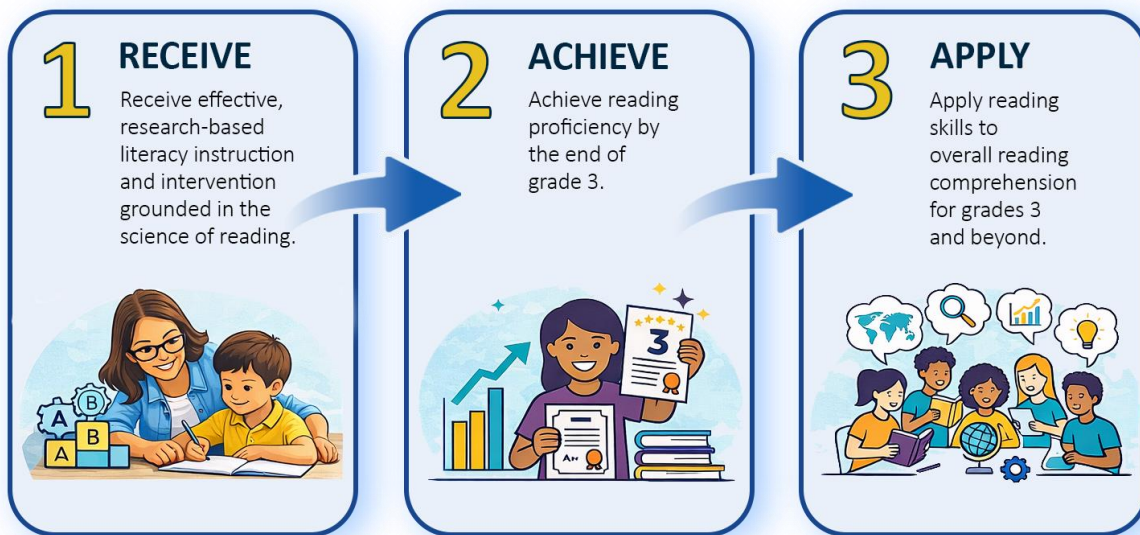 1
RECEIVE
Receive effective,
research-based
literacy instruction
and intervention
grounded in the
science of reading.
A
B
A
B
2
ACHIEVE
Achieve reading
proficiency by
the end of
grade 3.
3
A+
3
APPLY
Apply reading
skills to
overall reading
comprehension
for grades 3
and beyond.